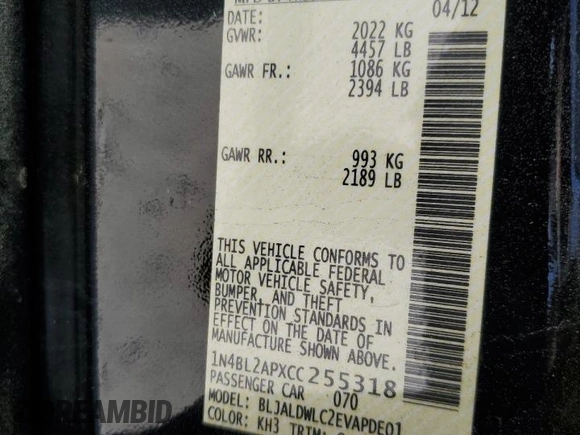 04/12
DATE:
GVWR: 2022 KG
4457 LB
GAWR FR.: 1086 KG
2394 LB
GAWR RR.: 993 KG
2189 LB
THIS VEHICLE CONFORMS TO
ALL APPLICABLE FEDERAL
MOTOR VEHICLE SAFETY,
BUMPER, AND THEFT
PREVENTION STANDARDS IN
EFFECT ON THE DATE OF
MANUFACTURE SHOWN ABOVE.
1N4BL2APXCC255318
PASSENGER CAR 070
MODEL: BLJALDWLC2EVAPDE01
COLOR: KH3 TRIM:
DREAMBID